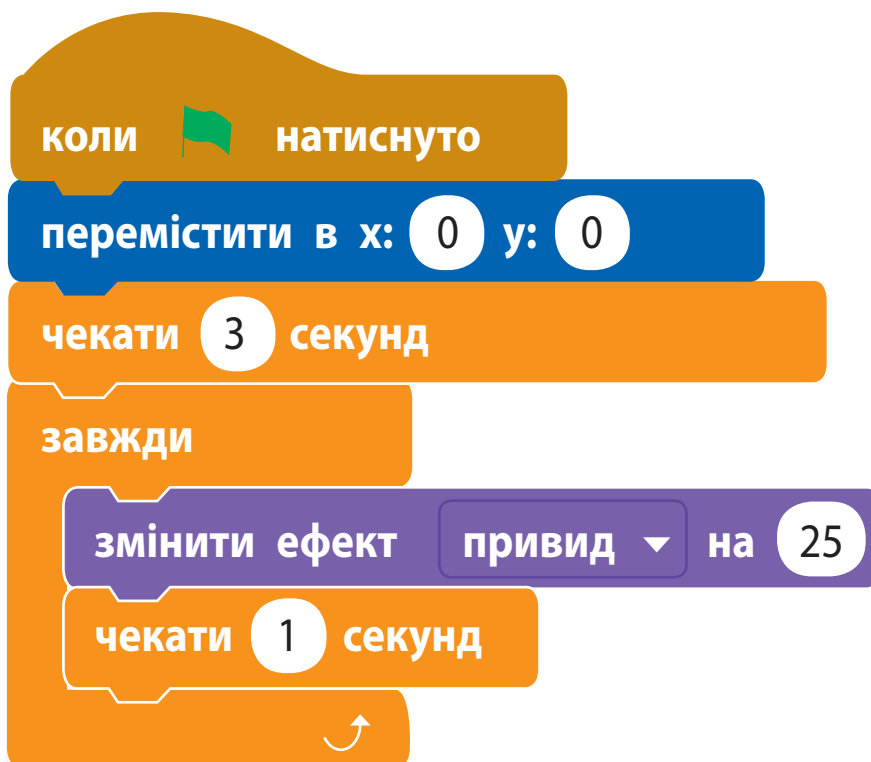 коли натиснуто
перемістити в x: 0 y: 0
чекати 3 секунд
завжди
змінити ефект привид на 25
чекати 1 секунд